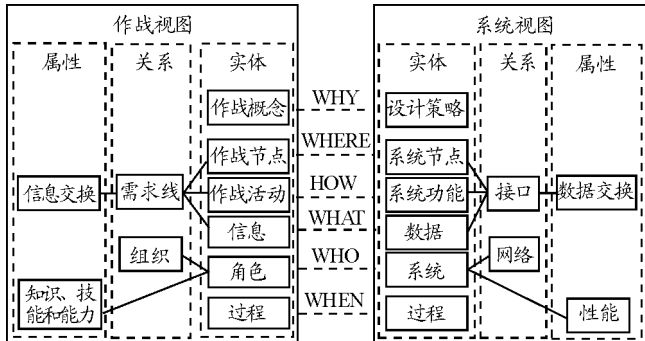 作战视图
系统视图
属性
关系
实体
实体
关系
属性
作战概念
WHY
设计策略
作战节点
WHERE
系统节点
信息交换
需求线
作战活动
HOW
系统功能
接口
数据交换
信息
WHAT
数据
组织
角色
WHO
系统
网络
知识、技
能和能力
过程
WHEN
过程
性能